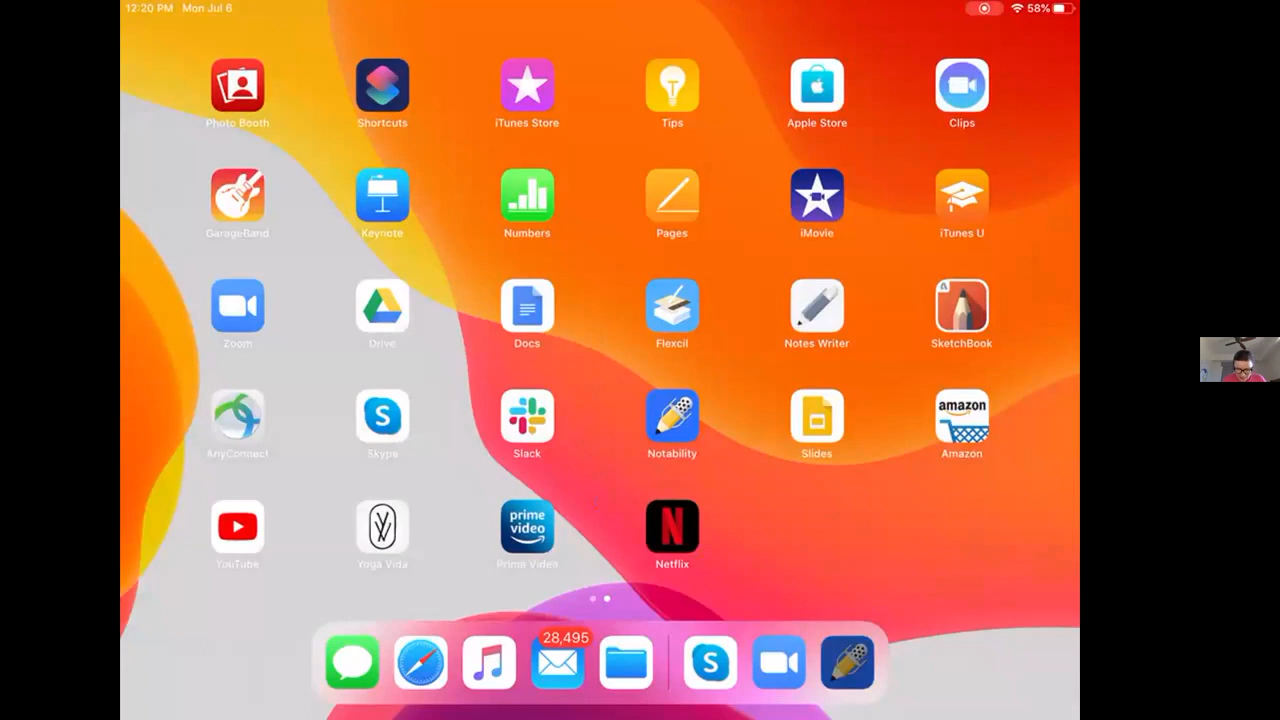 12:20 PM Mon Jul 6 58%
Photo Booth Shortcuts iTunes Store Tips Apple Store Clips
GarageBand Keynote Numbers Pages iMovie iTunes U
Zoom Drive Docs Flexcil Notes Writer SketchBook
amazon
AnyConnect Skype Slack Notability Slides Amazon
prime video
YouTube Yoga Vida Prime Video Netflix
28,495